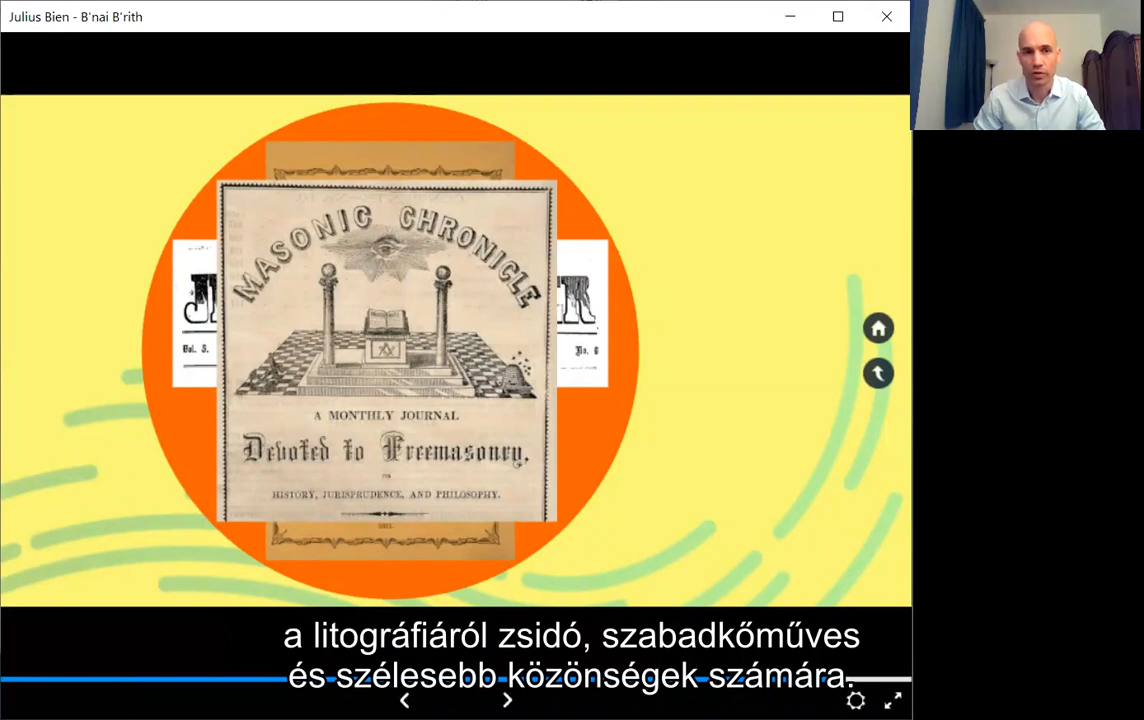 Julius Bien - B'nai B'rith
MASONIC CHRONICLE
Vol. 5.
No. 6
A MONTHLY JOURNAL
Devoted to Freemasonry,
ITS
HISTORY, JURISPRUDENCE, AND PHILOSOPHY.
a litográfiáról zsidó, szabadkőműves
és szélesebb közönségek számára.